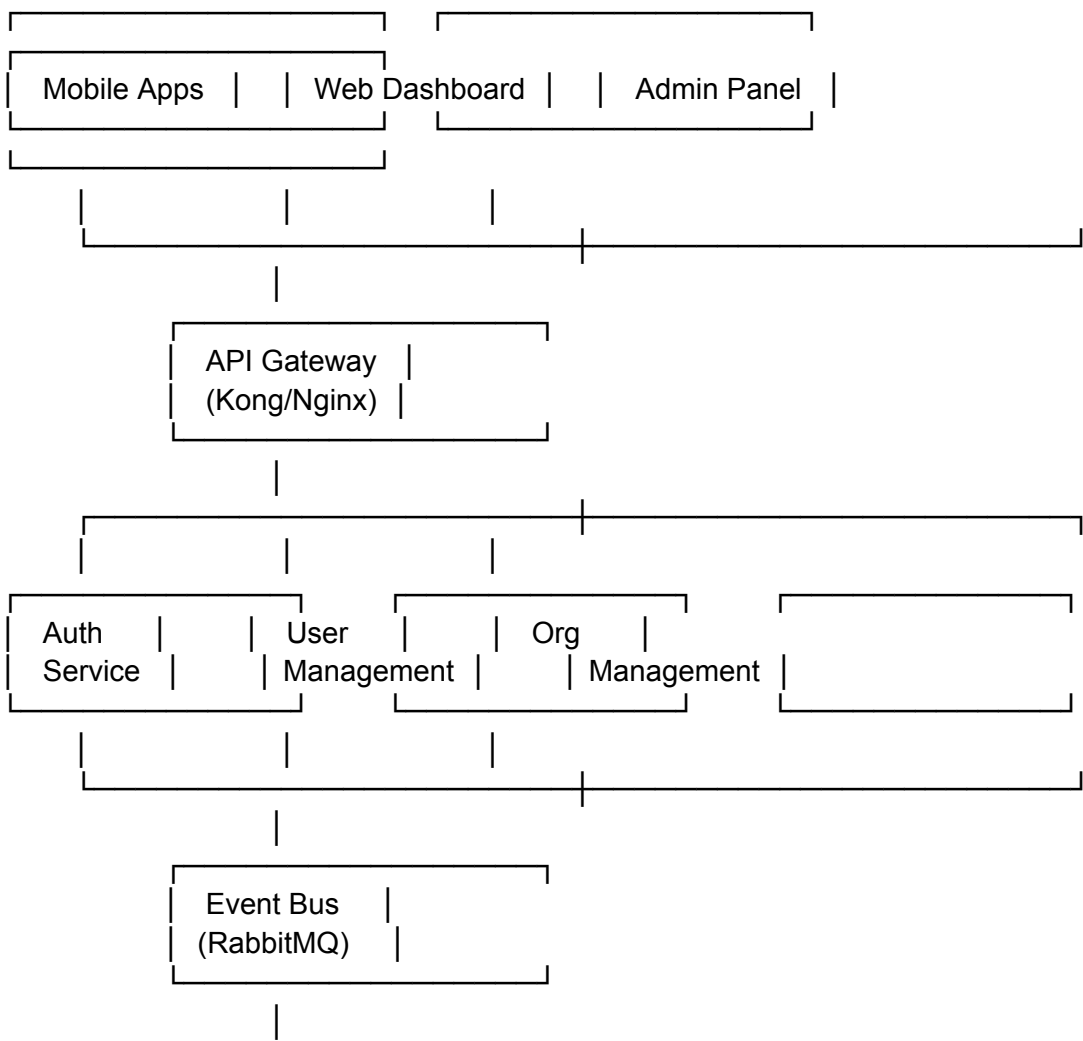 Mobile Apps Web Dashboard Admin Panel
API Gateway
(Kong/Nginx)
Auth User Org
Service Management Management
Event Bus
(RabbitMQ)